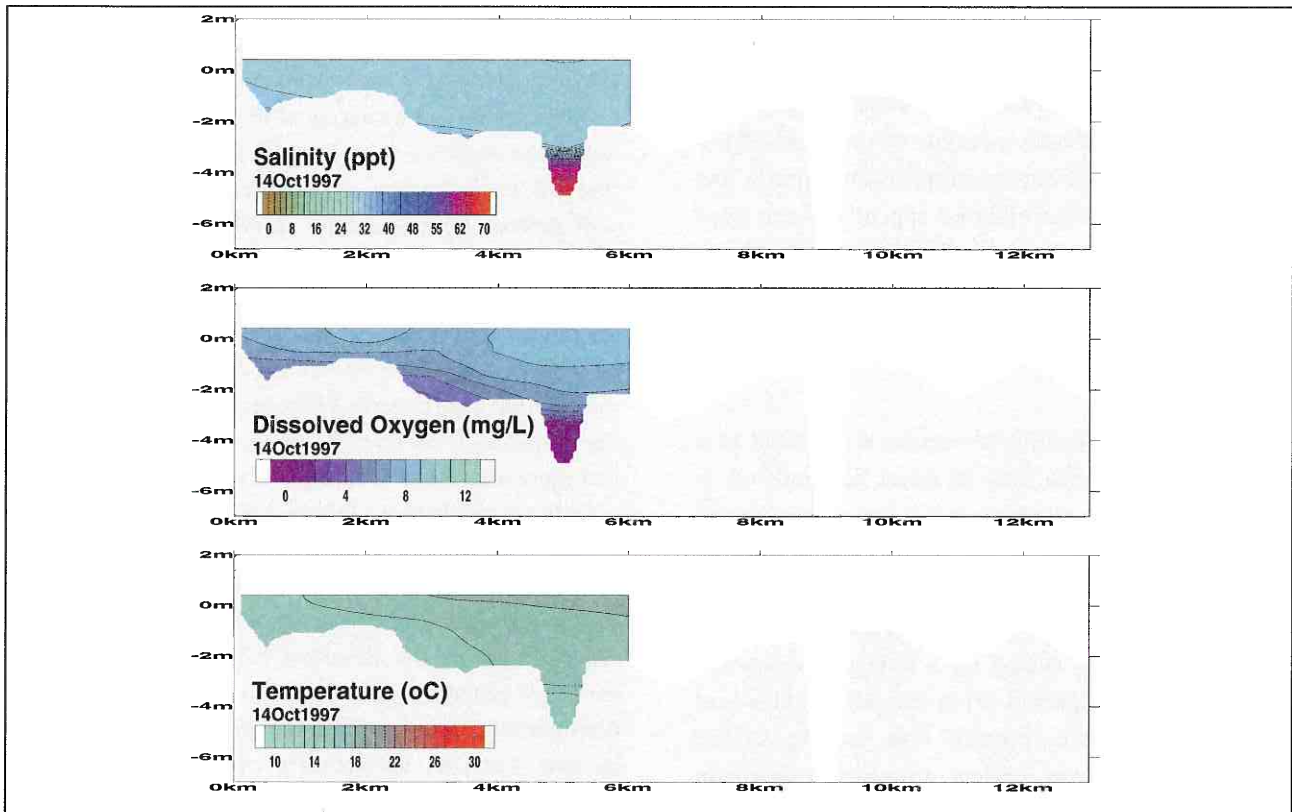 2m
0m
-2m
-4m
-6m
Salinity (ppt)
14Oct1997
0 8 16 24 32 40 48 55 62 70
0km 2km 4km 6km 8km 10km 12km
2m
0m
-2m
-4m
-6m
Dissolved Oxygen (mg/L)
14Oct1997
0 4 8 12
0km 2km 4km 6km 8km 10km 12km
2m
0m
-2m
-4m
-6m
Temperature (oC)
14Oct1997
10 14 18 22 26 30
0km 2km 4km 6km 8km 10km 12km